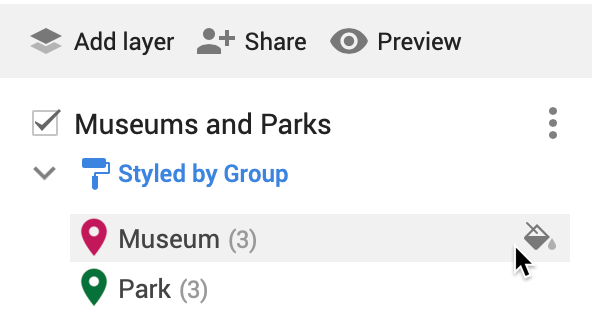 Add layer Share Preview
Museums and Parks
Styled by Group
Museum (3)
Park (3)